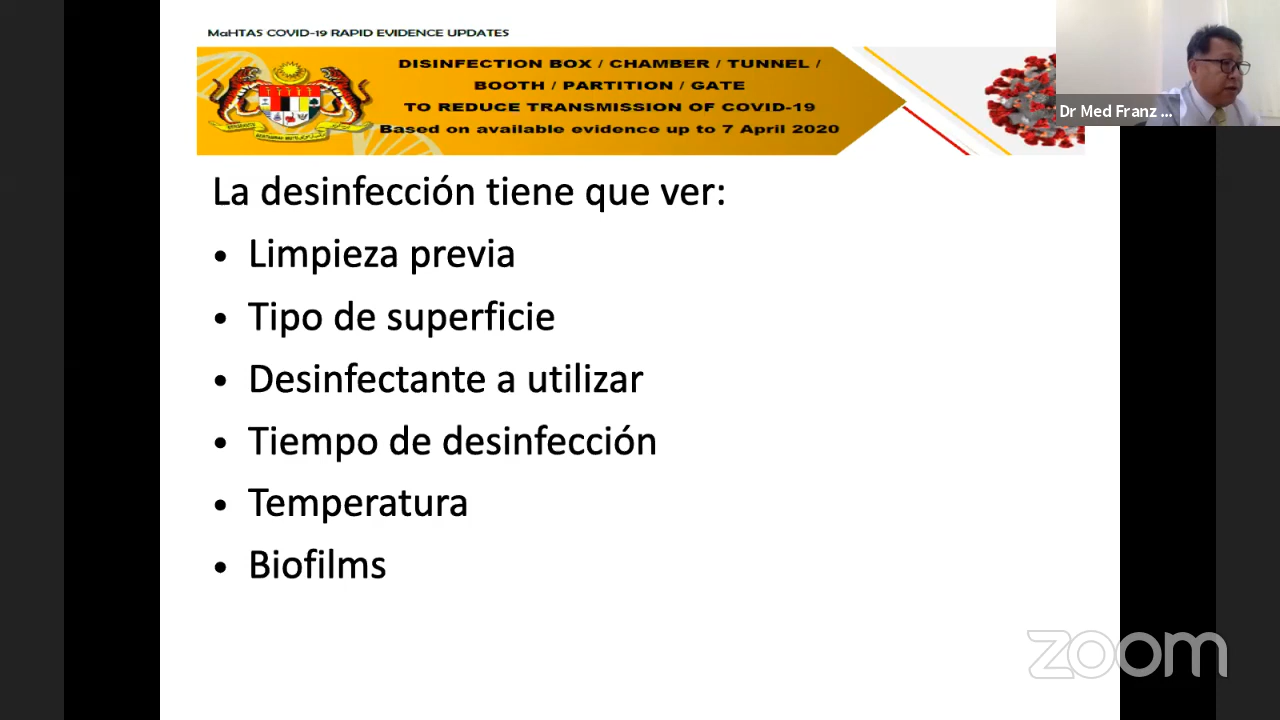 MaHTAS COVID-19 RAPID EVIDENCE UPDATES
DISINFECTION BOX / CHAMBER / TUNNEL /
BOOTH / PARTITION / GATE
TO REDUCE TRANSMISSION OF COVID-19
Based on available evidence up to 7 April 2020
Dr Med Franz ...
La desinfección tiene que ver:
• Limpieza previa
• Tipo de superficie
• Desinfectante a utilizar
• Tiempo de desinfección
• Temperatura
• Biofilms
zoom